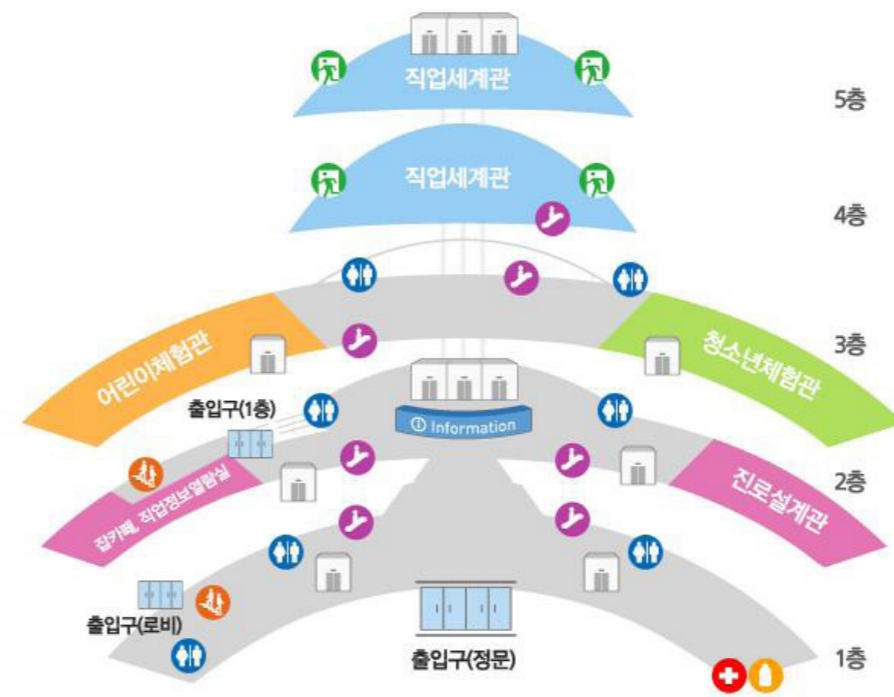 직업세계관
5층
직업세계관
4층
어린이체험관
청소년체험관
3층
출입구(1층)
Information
잡카페, 직업정보열람실
진로설계관
2층
출입구(로비)
출입구(정문)
1층